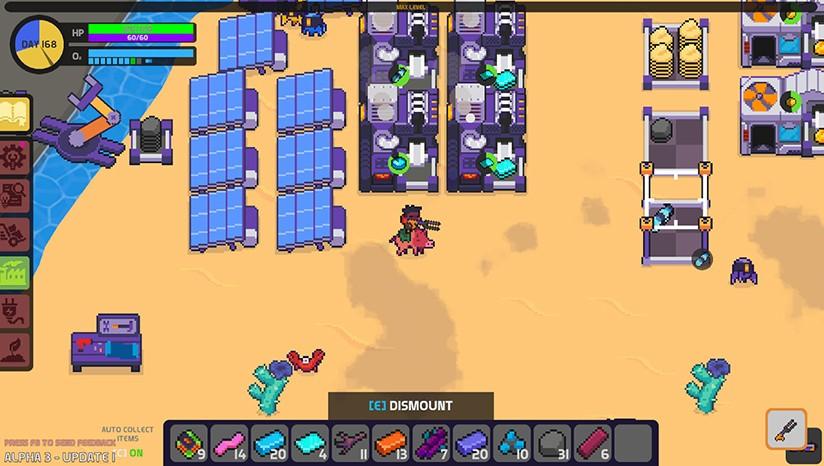 MAX LEVEL
DAY 168
HP
60/60
O₂
[E] DISMOUNT
AUTO COLLECT
ITEMS
[C] ON
PRESS F8 TO SEND FEEDBACK
ALPHA 3 - UPDATE 1
9 14 20 4 11 13 7 20 10 31 6